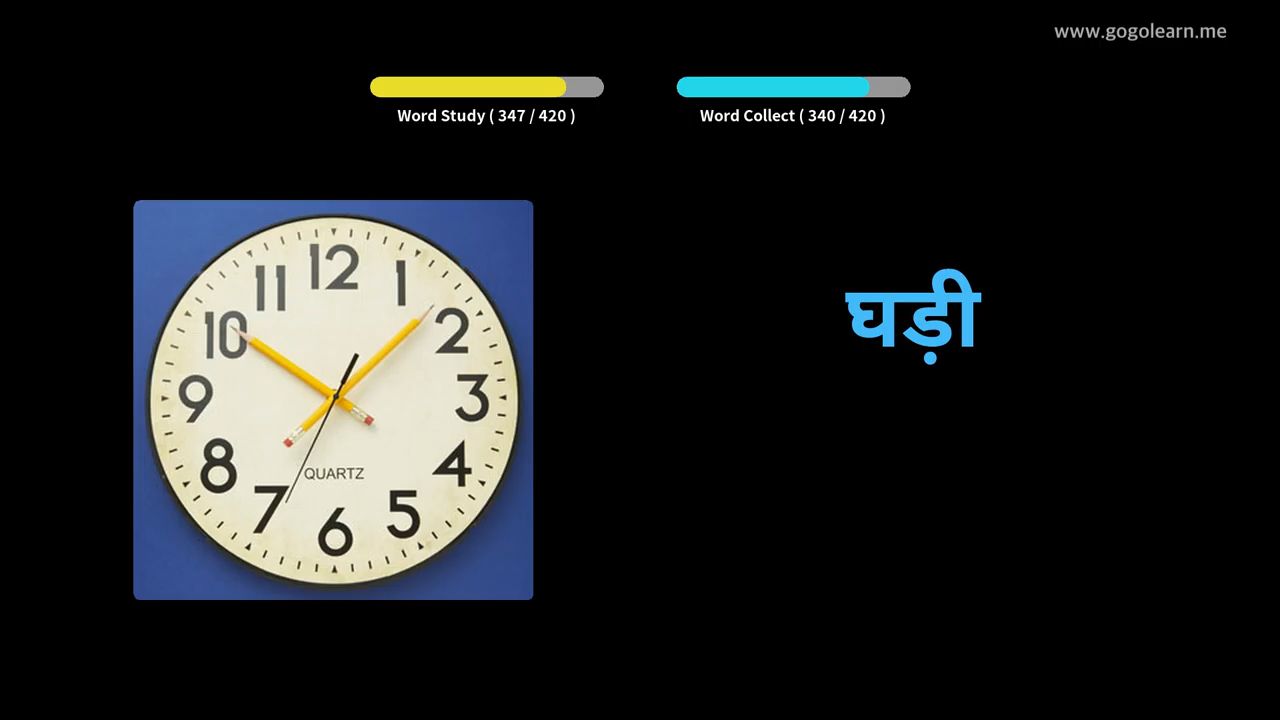 www.gogolearn.me
Word Study ( 347 / 420 )
Word Collect ( 340 / 420 )
12
11
1
10
2
9
3
8
4
QUARTZ
7
5
6
घड़ी